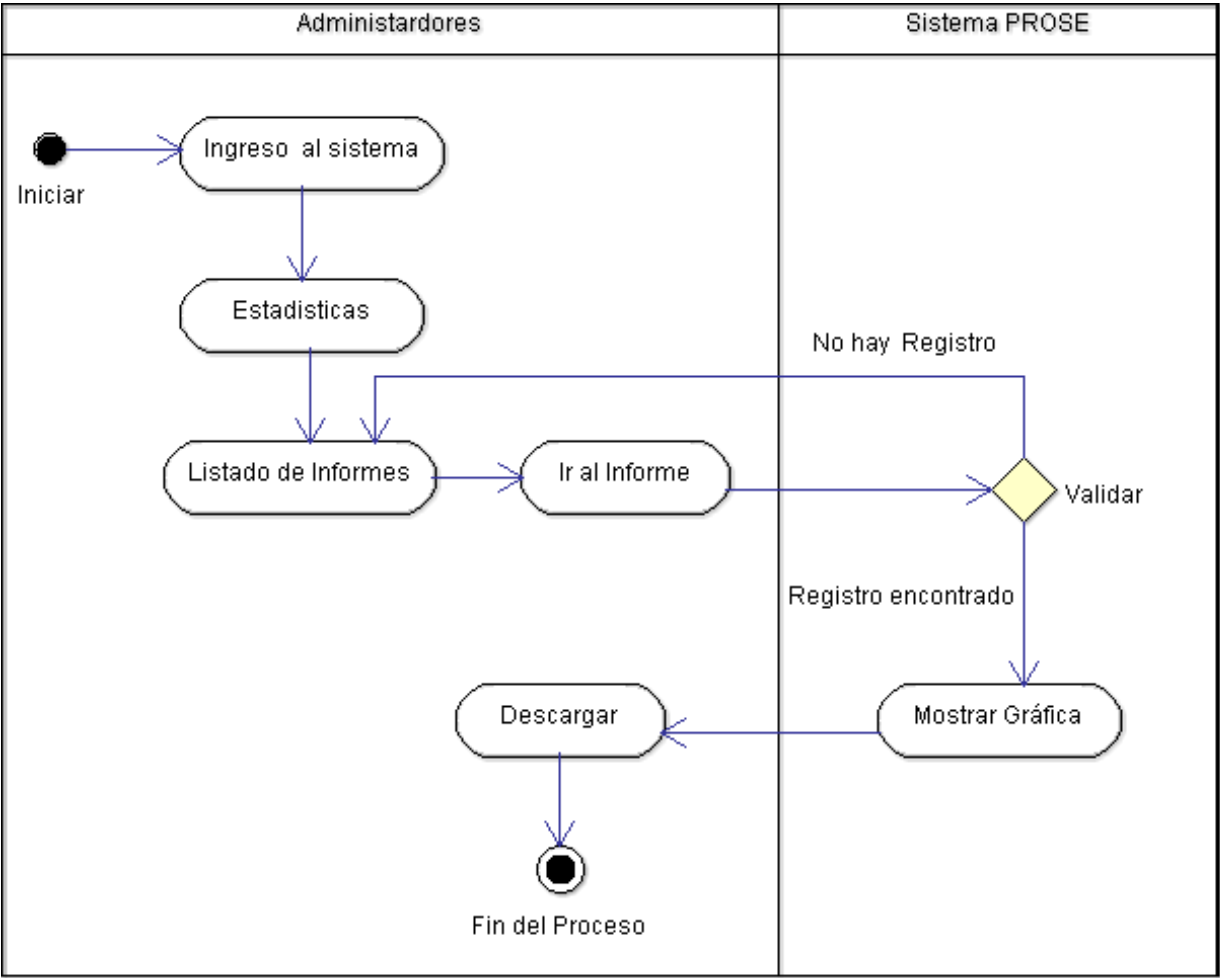 Administardores
Sistema PROSE
Ingreso  al sistema
Iniciar
Estadisticas
No hay  Registro
Listado de Informes
Ir al Informe
Validar
Registro encontrado
Descargar
Mostrar Gráfica
Fin del Proceso